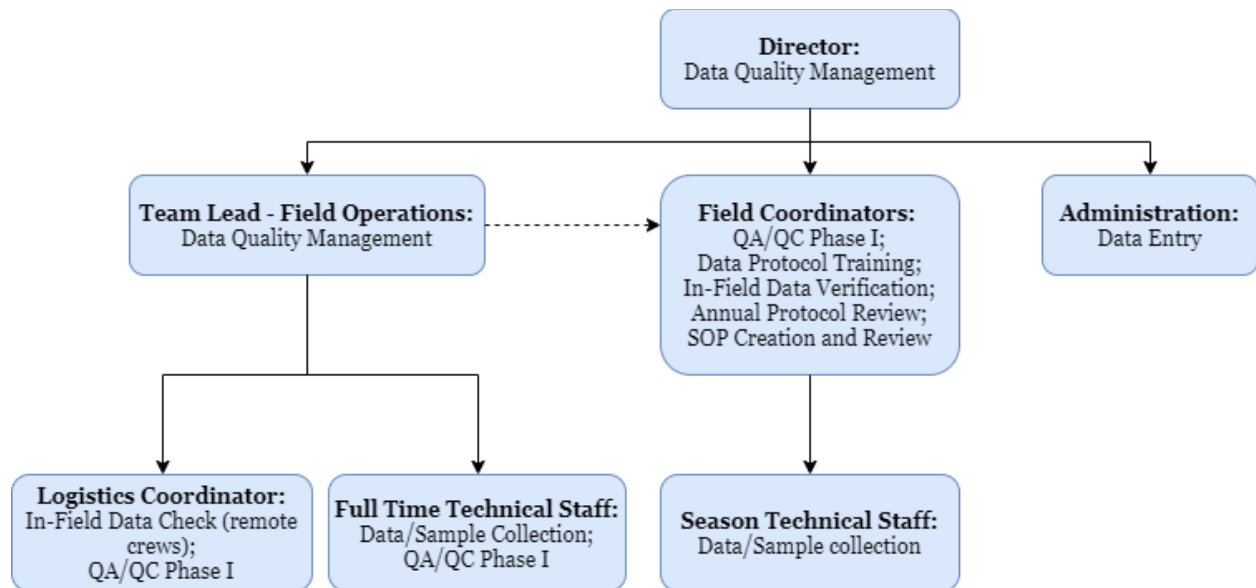 Director:
Data Quality Management
Team Lead - Field Operations:
Data Quality Management
Field Coordinators:
QA/QC Phase I;
Data Protocol Training;
In-Field Data Verification;
Annual Protocol Review;
SOP Creation and Review
Administration:
Data Entry
Logistics Coordinator:
In-Field Data Check (remote
crews);
QA/QC Phase I
Full Time Technical Staff:
Data/Sample Collection;
QA/QC Phase I
Season Technical Staff:
Data/Sample collection